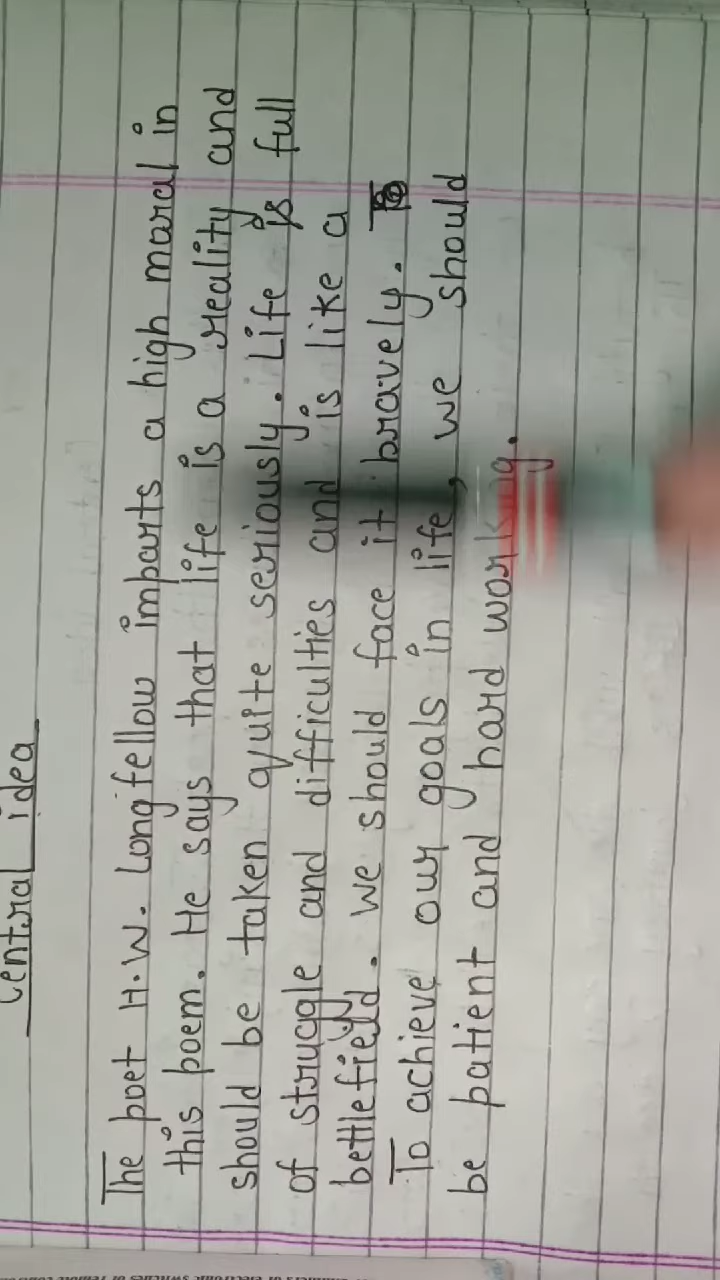 Central idea
The poet H.W. Longfellow imparts a high moral in
this poem. He says that life is a reality and
should be taken quite seriously. Life is full
of struggle and difficulties and is like a
bettlefield. we should face it bravely.
To achieve our goals in life, we should
be patient and hard working.